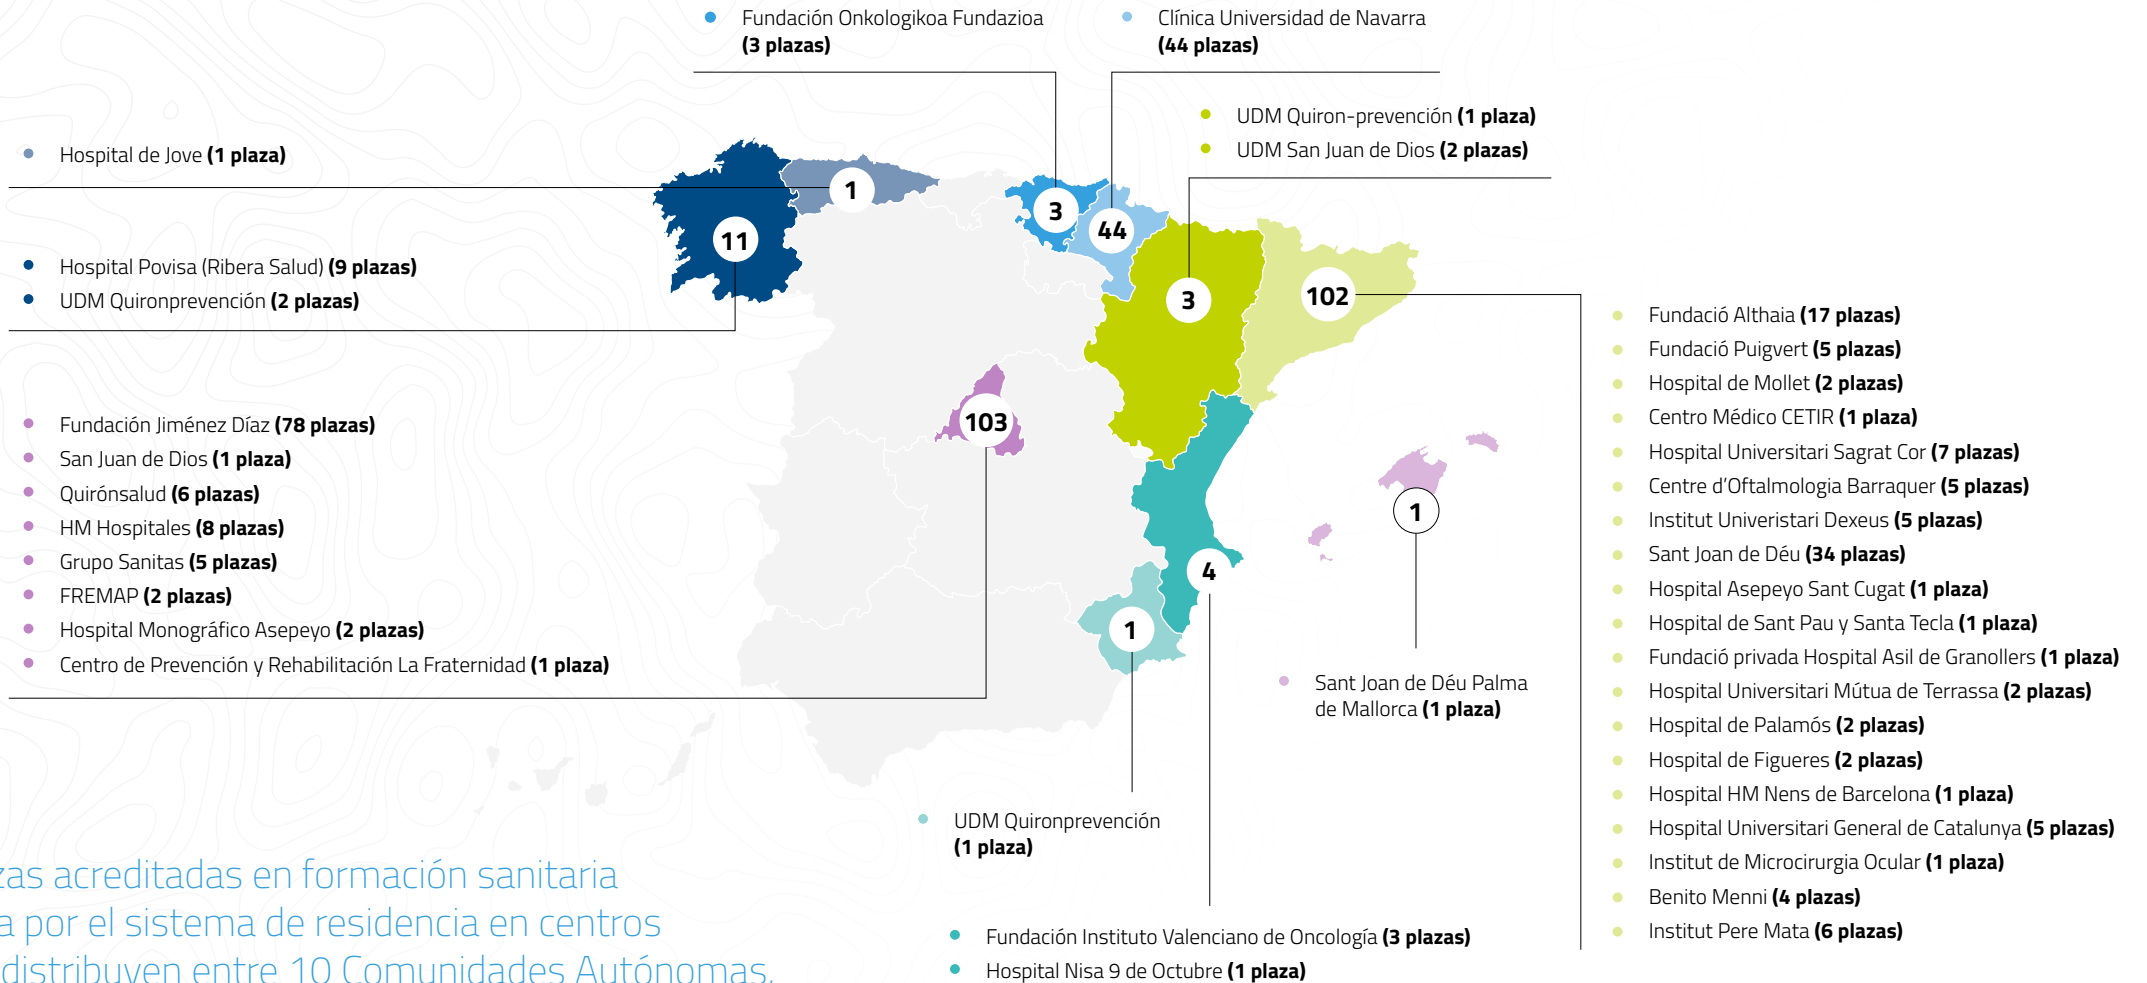 Fundación Onkologikoa Fundazioa
(3 plazas)
Clínica Universidad de Navarra
(44 plazas)
UDM Quiron-prevención (1 plaza)
UDM San Juan de Dios (2 plazas)
Hospital de Jove (1 plaza)
Hospital Povisa (Ribera Salud) (9 plazas)
UDM Quironprevención (2 plazas)
1
11
3
44
3
102
103
1
4
1
Fundación Jiménez Díaz (78 plazas)
San Juan de Dios (1 plaza)
Quirónsalud (6 plazas)
HM Hospitales (8 plazas)
Grupo Sanitas (5 plazas)
FREMAP (2 plazas)
Hospital Monográfico Asepeyo (2 plazas)
Centro de Prevención y Rehabilitación La Fraternidad (1 plaza)
Fundació Althaia (17 plazas)
Fundació Puigvert (5 plazas)
Hospital de Mollet (2 plazas)
Centro Médico CETIR (1 plaza)
Hospital Universitari Sagrat Cor (7 plazas)
Centre d'Oftalmologia Barraquer (5 plazas)
Institut Univeristari Dexeus (5 plazas)
Sant Joan de Déu (34 plazas)
Hospital Asepeyo Sant Cugat (1 plaza)
Hospital de Sant Pau y Santa Tecla (1 plaza)
Fundació privada Hospital Asil de Granollers (1 plaza)
Hospital Universitari Mútua de Terrassa (2 plazas)
Hospital de Palamós (2 plazas)
Hospital de Figueres (2 plazas)
Hospital HM Nens de Barcelona (1 plaza)
Hospital Universitari General de Catalunya (5 plazas)
Institut de Microcirurgia Ocular (1 plaza)
Benito Menni (4 plazas)
Institut Pere Mata (6 plazas)
Sant Joan de Déu Palma
de Mallorca (1 plaza)
UDM Quironprevención
(1 plaza)
Fundación Instituto Valenciano de Oncología (3 plazas)
Hospital Nisa 9 de Octubre (1 plaza)
zas acreditadas en formación sanitaria
a por el sistema de residencia en centros
distribuyen entre 10 Comunidades Autónomas.